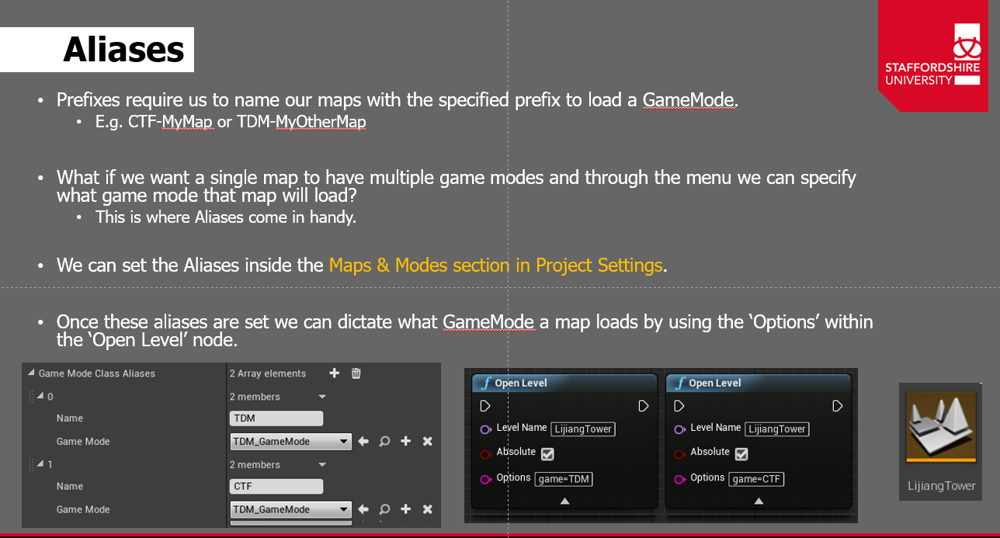 Aliases
STAFFORDSHIRE
UNIVERSITY
• Prefixes require us to name our maps with the specified prefix to load a GameMode.
• E.g. CTF-MyMap or TDM-MyOtherMap
• What if we want a single map to have multiple game modes and through the menu we can specify
what game mode that map will load?
• This is where Aliases come in handy.
• We can set the Aliases inside the Maps & Modes section in Project Settings.
• Once these aliases are set we can dictate what GameMode a map loads by using the ‘Options’ within
the ‘Open Level’ node.
Game Mode Class Aliases 2 Array elements
0 2 members
Name TDM
Game Mode TDM_GameMode
1 2 members
Name CTF
Game Mode TDM_GameMode
f Open Level
Level Name LijiangTower
Absolute
Options game=TDM
f Open Level
Level Name LijiangTower
Absolute
Options game=CTF
LijiangTower